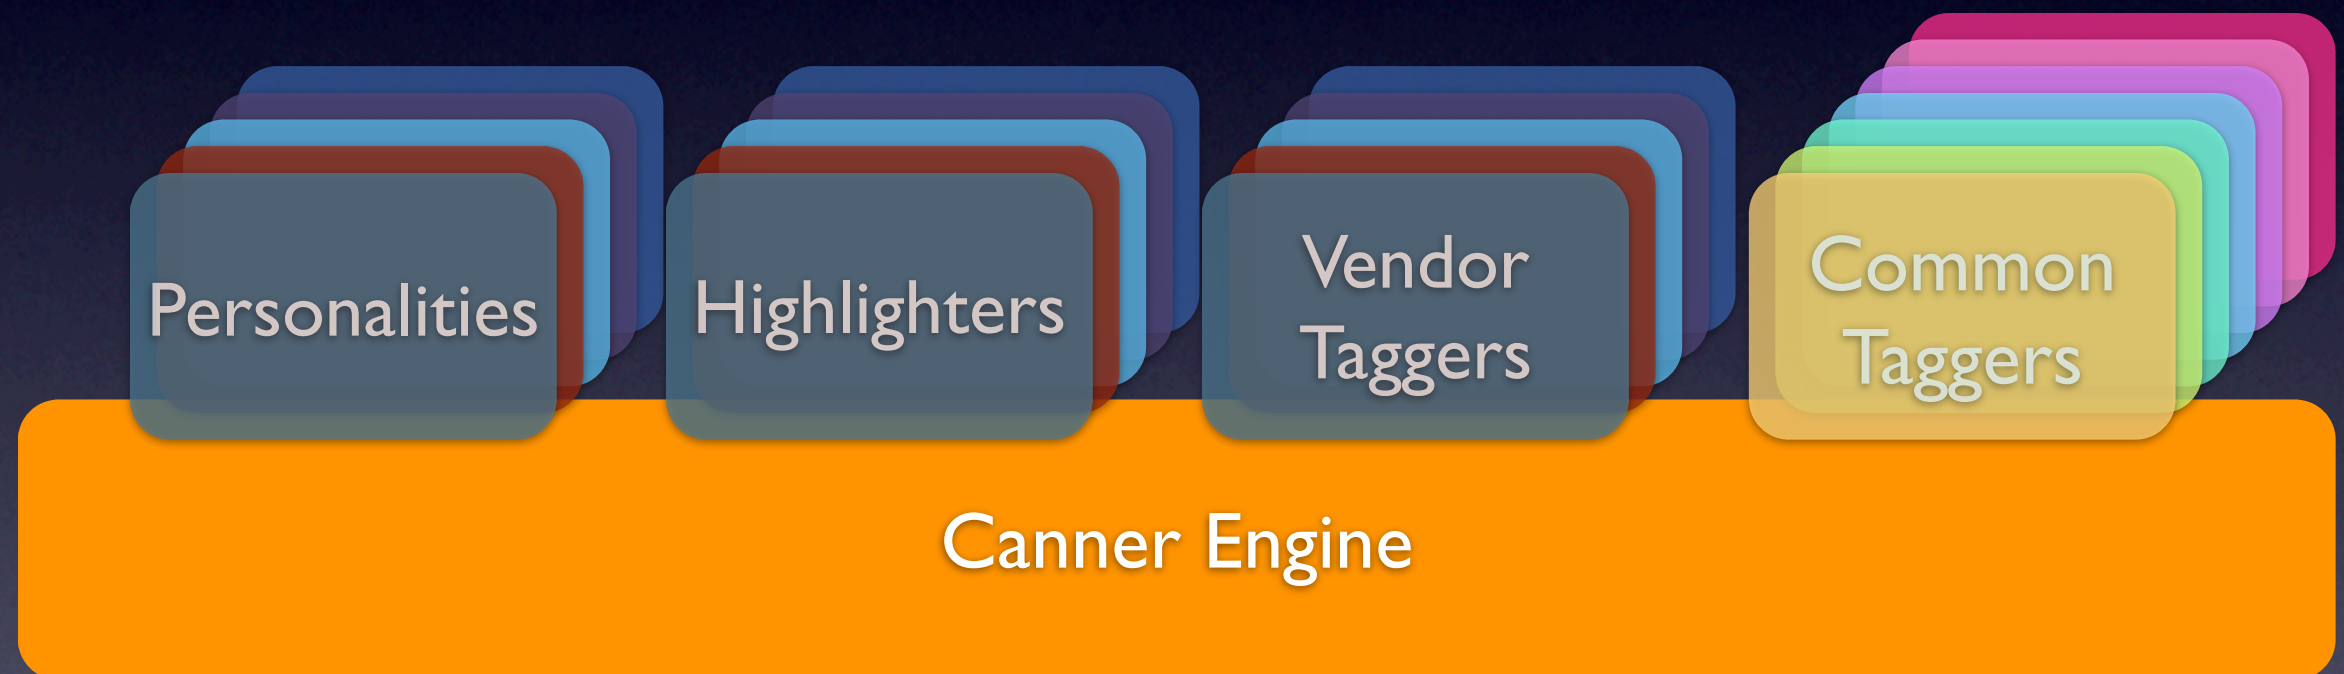 Personalities
Highlighters
Vendor
Taggers
Common
Taggers
Canner Engine